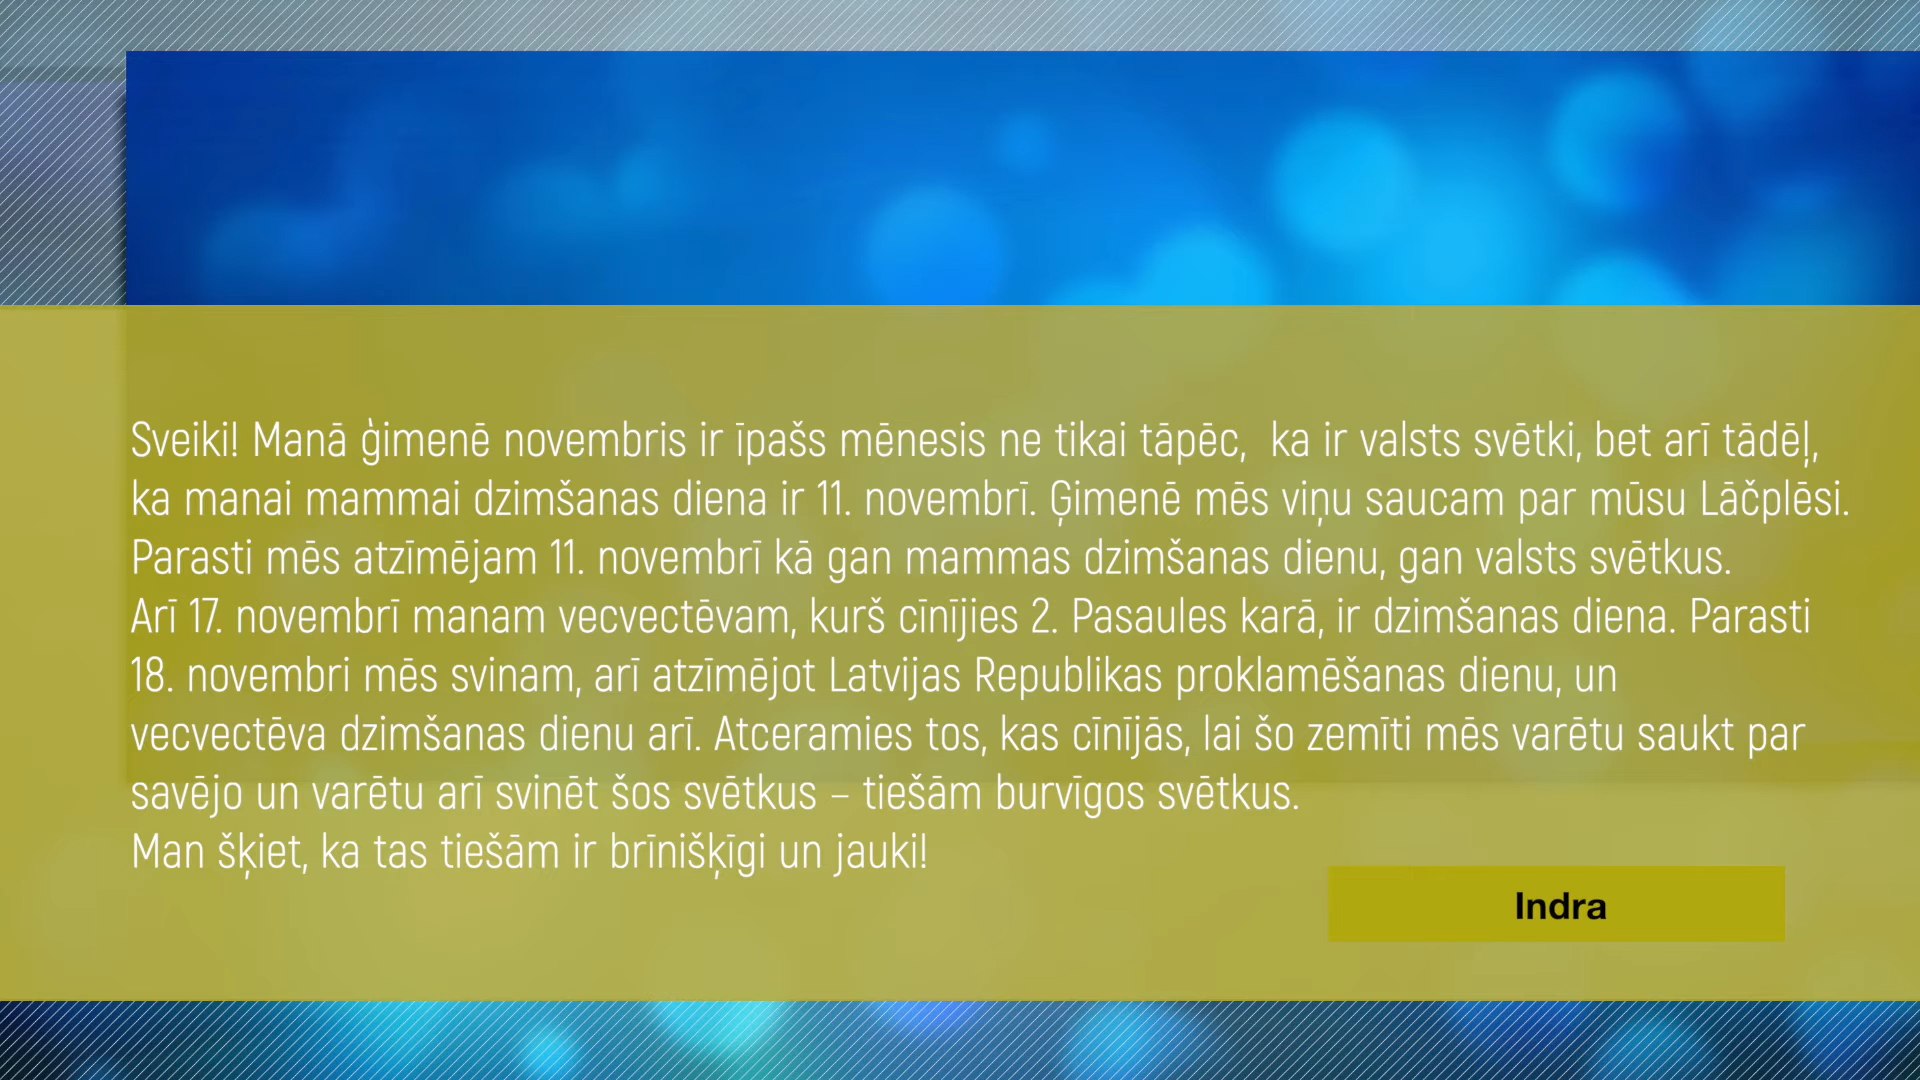 Sveiki! Manā ģimenē novembris ir īpašs mēnesis ne tikai tāpēc,  ka ir valsts svētki, bet arī tādēļ,
ka manai mammai dzimšanas diena ir 11. novembrī. Ģimenē mēs viņu saucam par mūsu Lāčplēsi.
Parasti mēs atzīmējam 11. novembrī kā gan mammas dzimšanas dienu, gan valsts svētkus.
Arī 17. novembrī manam vecvectēvam, kurš cīnījies 2. Pasaules karā, ir dzimšanas diena. Parasti
18. novembri mēs svinam, arī atzīmējot Latvijas Republikas proklamēšanas dienu, un
vecvectēva dzimšanas dienu arī. Atceramies tos, kas cīnījās, lai šo zemīti mēs varētu saukt par
savējo un varētu arī svinēt šos svētkus – tiešām burvīgos svētkus.
Man šķiet, ka tas tiešām ir brīnišķīgi un jauki!
Indra